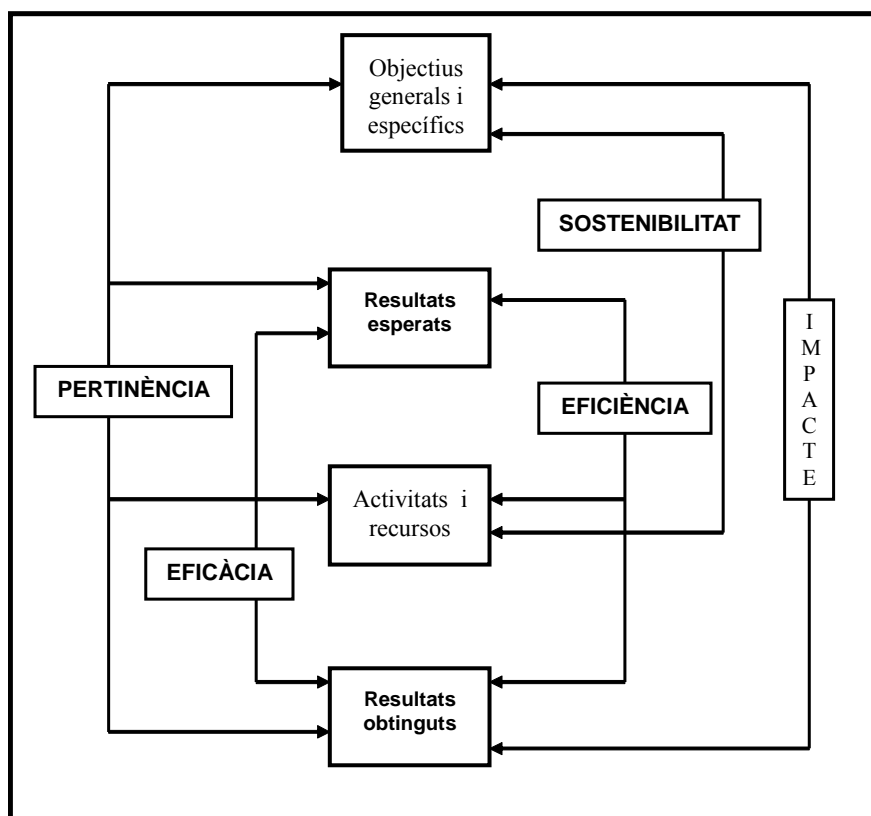 Objectius
generals i
específics
SOSTENIBILITAT
Resultats
esperats
I
M
P
A
C
T
E
PERTINÈNCIA
EFICIÈNCIA
Activitats i
recursos
EFICÀCIA
Resultats
obtinguts